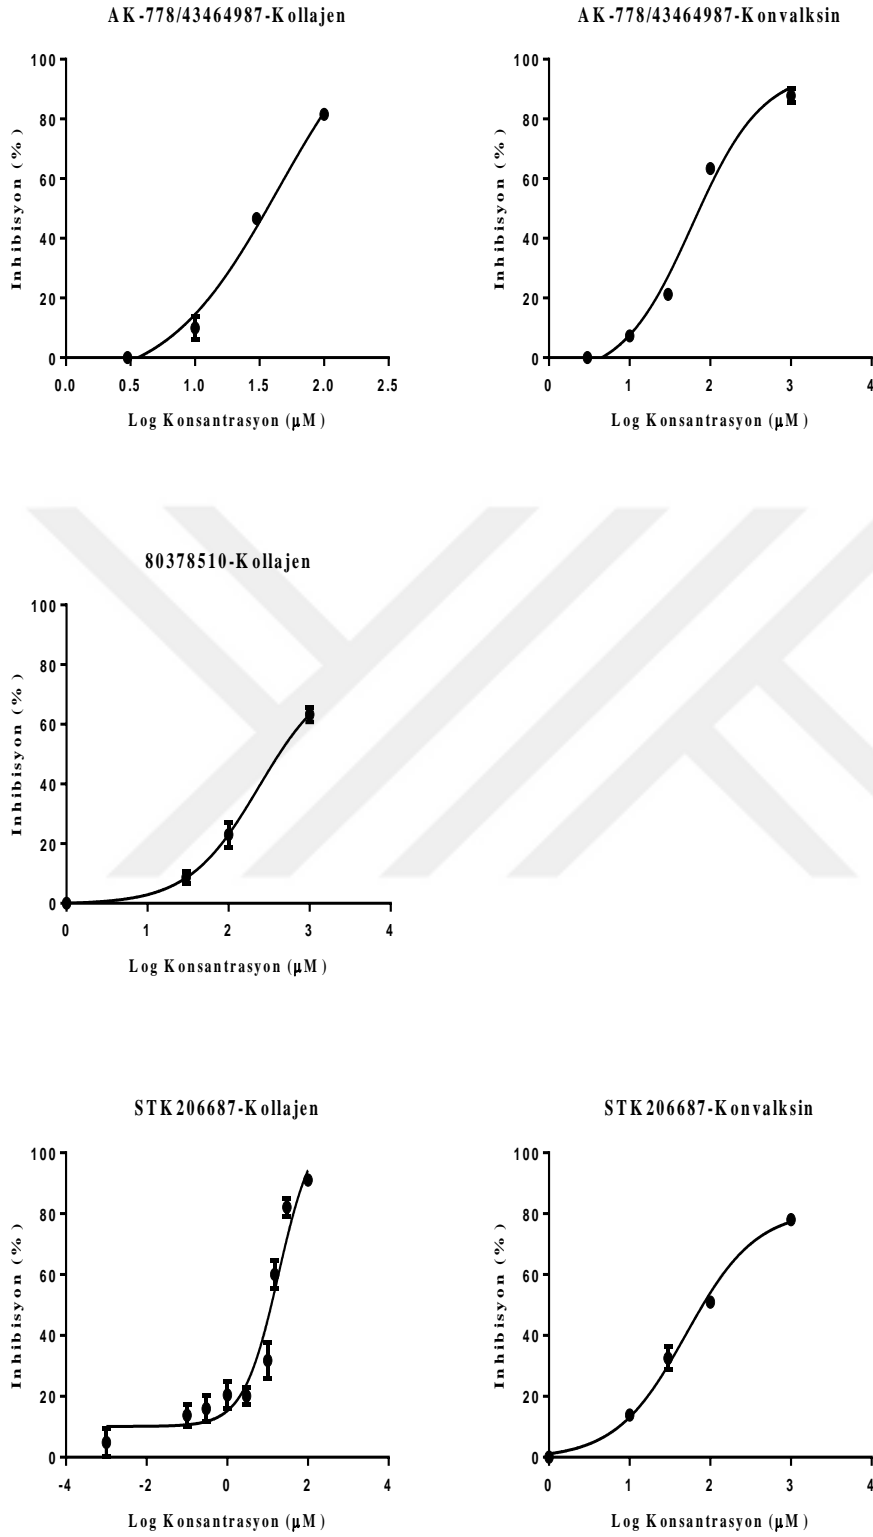 AK-778/43464987-Kollajen
100
80
60
40
20
0
Inhibisyon (%)
0.0 0.5 1.0 1.5 2.0 2.5
Log Konsantrasyon (µM)
AK-778/43464987-Konvalksin
100
80
60
40
20
0
Inhibisyon (%)
0 1 2 3 4
Log Konsantrasyon (µM)
80378510-Kollajen
100
80
60
40
20
0
Inhibisyon (%)
0 1 2 3 4
Log Konsantrasyon (µM)
STK206687-Kollajen
100
80
60
40
20
0
Inhibisyon (%)
-4 -2 0 2 4
Log Konsantrasyon (µM)
STK206687-Konvalksin
100
80
60
40
20
0
Inhibisyon (%)
0 1 2 3 4
Log Konsantrasyon (µM)